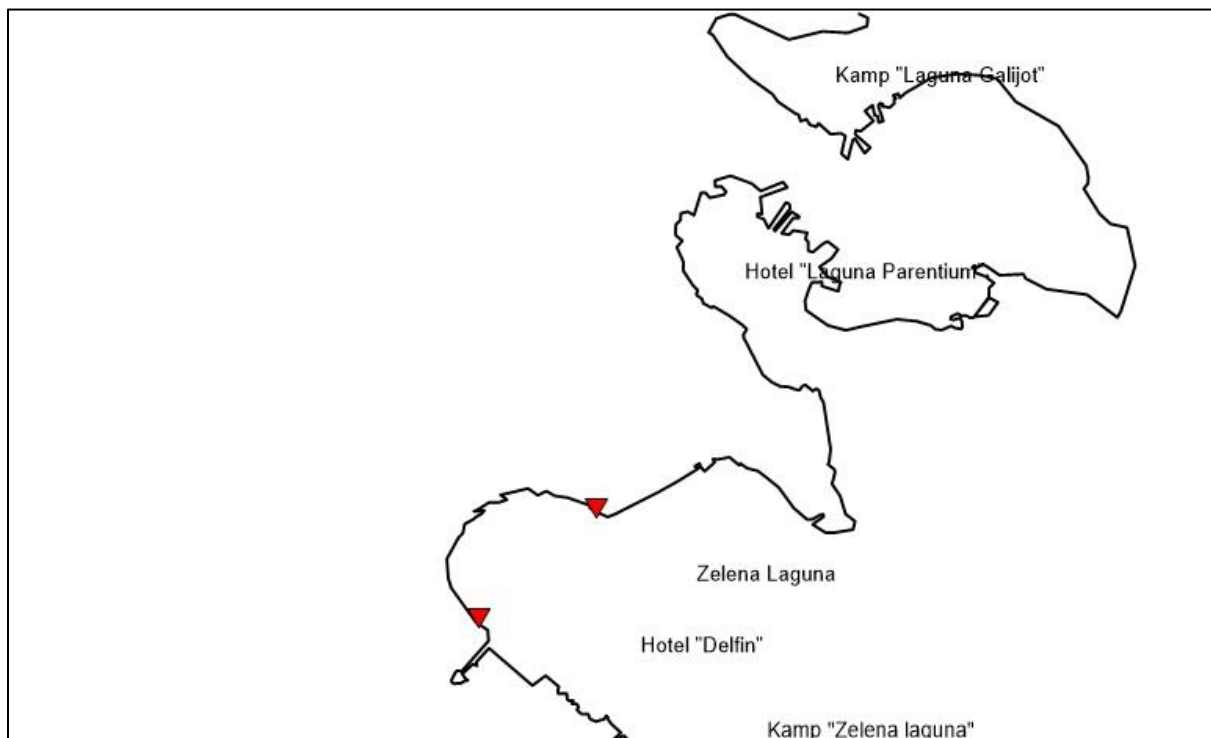 Kamp "Laguna Galijot"
Hotel "Laguna Parentium"
Zelena Laguna
Hotel "Delfin"
Kamp "Zelena laguna"